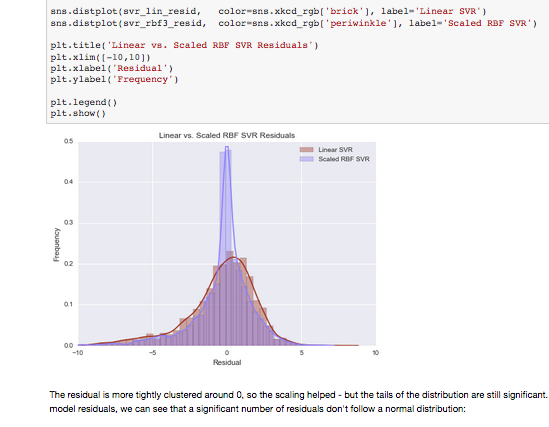 sns.distplot(svr_lin_resid,   color=sns.xkcd_rgb['brick'], label='Linear SVR')
sns.distplot(svr_rbf3_resid,  color=sns.xkcd_rgb['periwinkle'], label='Scaled RBF SVR')
plt.title('Linear vs. Scaled RBF SVR Residuals')
plt.xlim([-10,10])
plt.xlabel('Residual')
plt.ylabel('Frequency')
plt.legend()
plt.show()
Linear vs. Scaled RBF SVR Residuals
Linear SVR
Scaled RBF SVR
0.5
0.4
0.3
0.2
0.1
0.0
Frequency
−10
−5
0
5
10
Residual
The residual is more tightly clustered around 0, so the scaling helped - but the tails of the distribution are still significant.
model residuals, we can see that a significant number of residuals don't follow a normal distribution: